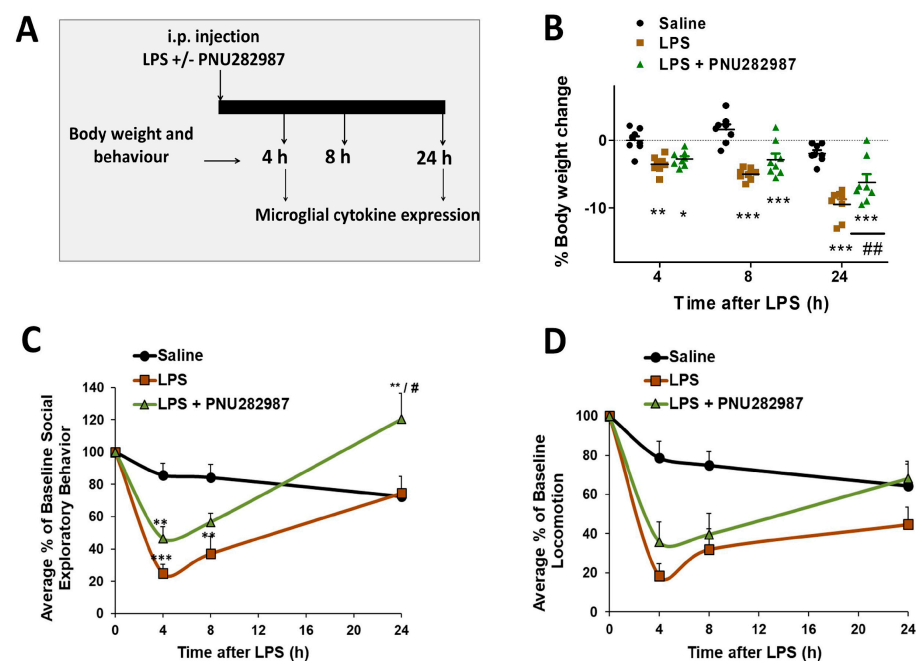 A
i.p. injection
LPS +/- PNU282987
Body weight and
behaviour
4 h
8 h
24 h
Microglial cytokine expression
B
Saline
LPS
LPS + PNU282987
% Body weight change
0
-10
**
*
***
***
***
***
##
4
8
24
Time after LPS (h)
C
Saline
LPS
LPS + PNU282987
Average % of Baseline Social
Exploratory Behavior
140
120
100
80
60
40
20
0
**
***
**
** / #
0
4
8
12
16
20
24
Time after LPS (h)
D
Saline
LPS
LPS + PNU282987
Average % of Baseline
Locomotion
100
80
60
40
20
0
0
4
8
12
16
20
24
Time after LPS (h)